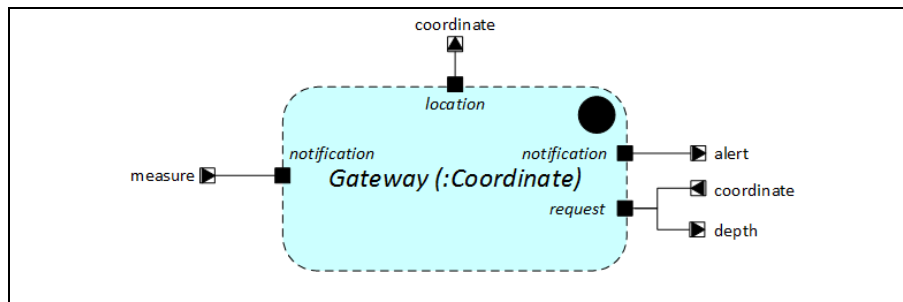 coordinate
location
notification
notification
alert
measure
Gateway (:Coordinate)
coordinate
request
depth